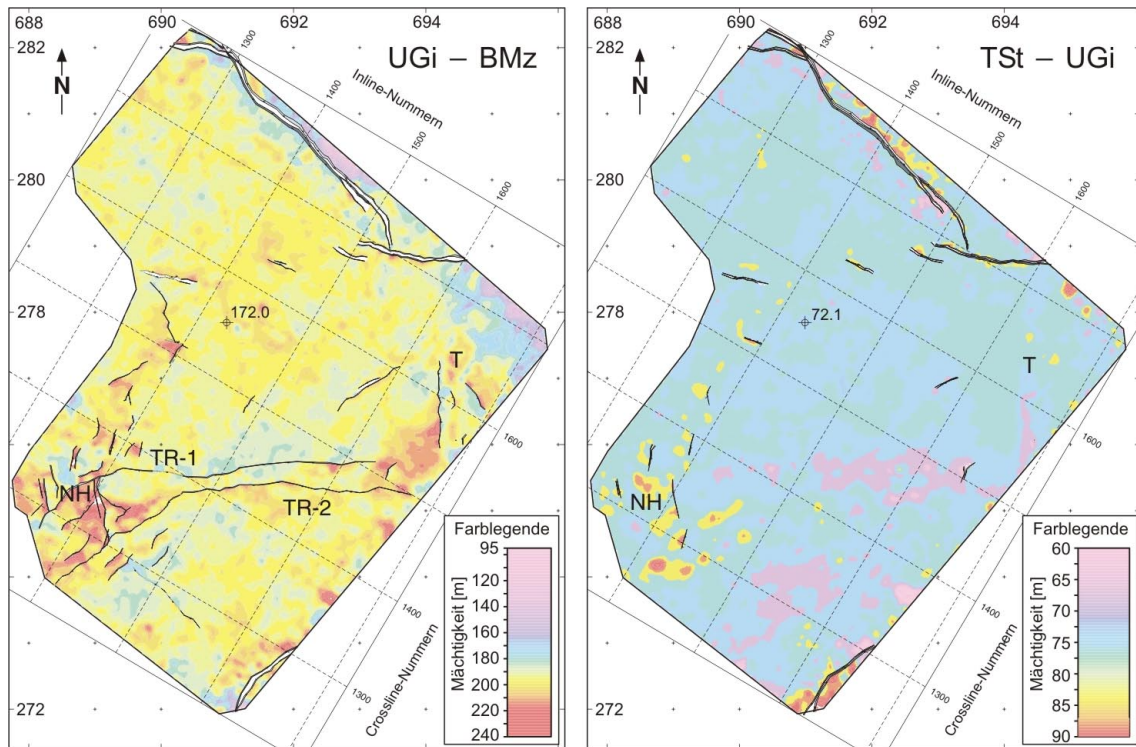 688
690
692
694
282
280
278
272
N
UGi – BMz
Inline-Nummern
1300
1400
1500
1600
172.0
T
TR-1
NH
TR-2
1600
1500
1400
1300
Crossline-Nummern
Farblegende
Mächtigkeit [m]
95
120
140
160
180
200
220
240
688
690
692
694
282
280
278
272
N
TSt – UGi
Inline-Nummern
1300
1400
1500
1600
72.1
T
NH
1600
1500
1400
1300
Crossline-Nummern
Farblegende
Mächtigkeit [m]
60
65
70
75
80
85
90